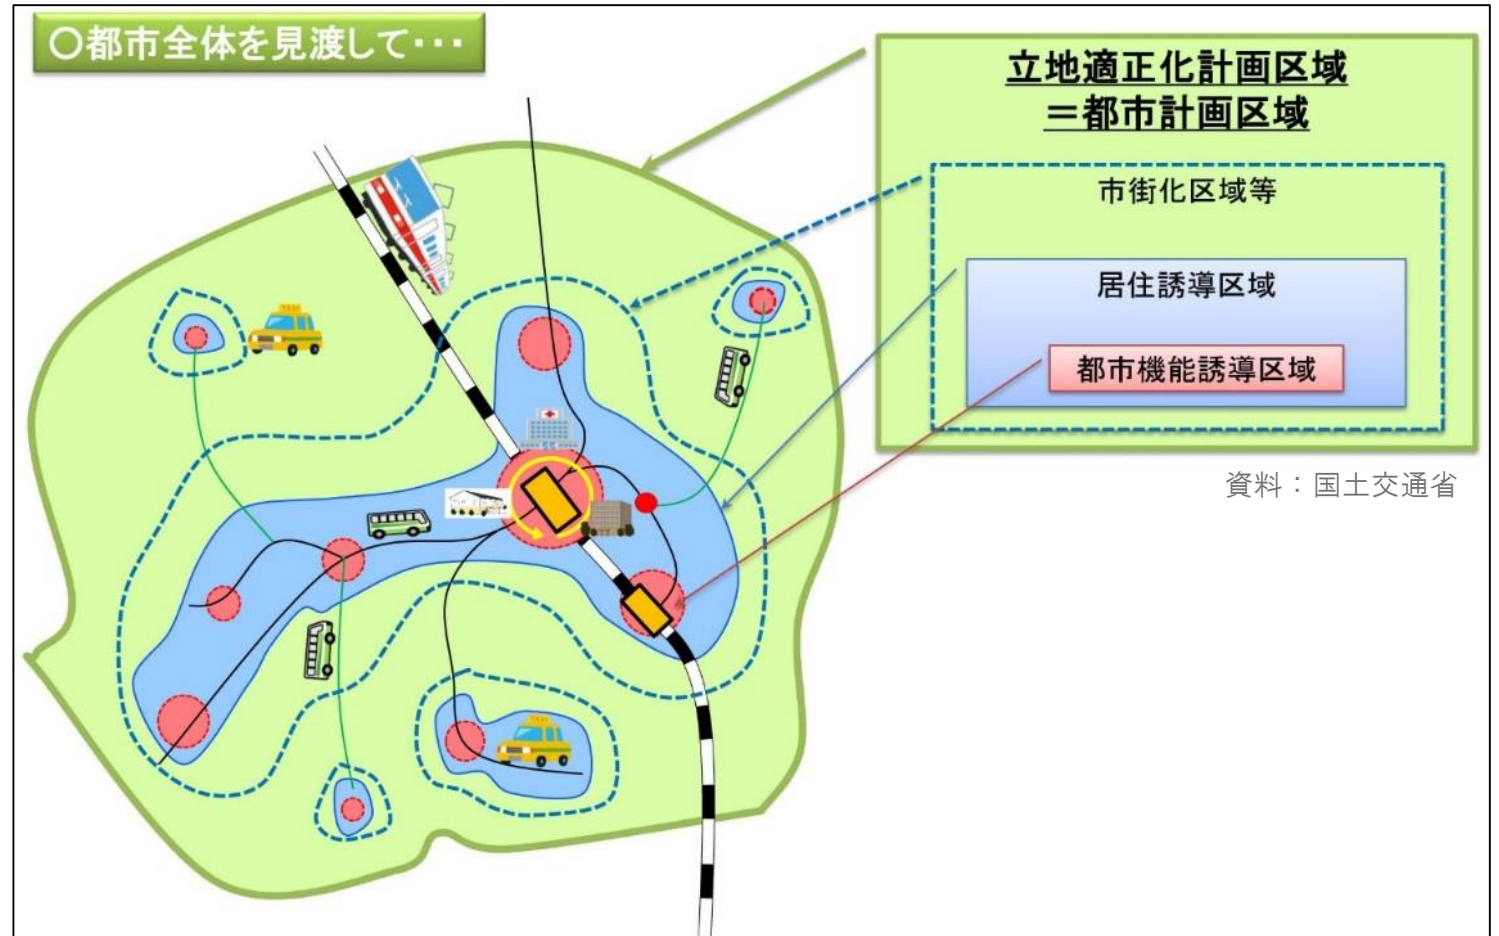 〇都市全体を見渡して･･･
立地適正化計画区域
＝都市計画区域
市街化区域等
居住誘導区域
都市機能誘導区域
資料：国土交通省